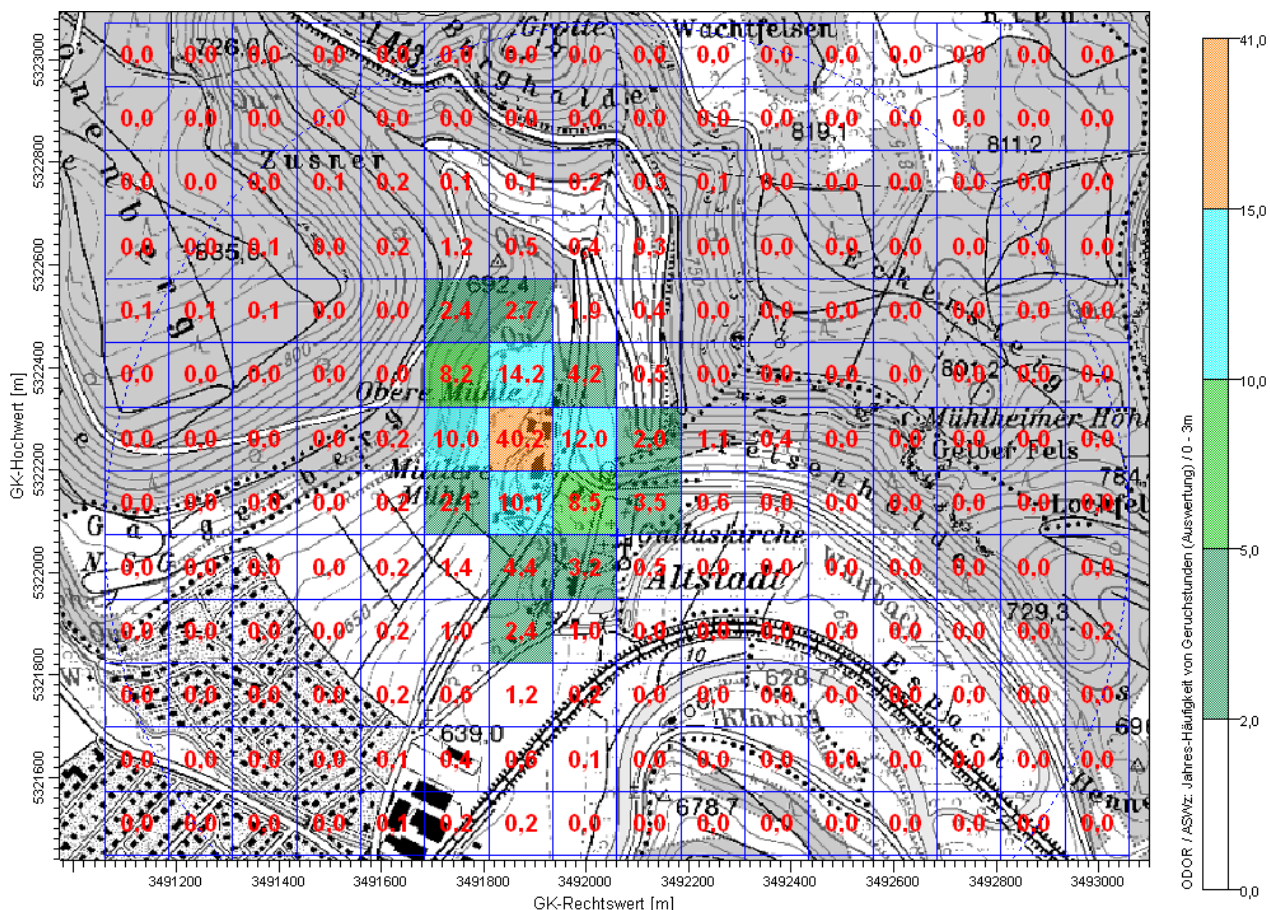 Grotte Wachtfelsen
0,0 0,0 0,0 0,0 0,0 0,0 0,0 0,0 0,0 0,0 0,0 0,0 0,0 0,0 0,0 0,0
0,0 0,0 0,0 0,0 0,0 0,0 0,0 0,0 0,0 0,0 0,0 0,0 0,0 0,0 0,0 0,0
819,1
811,2
Zusner
0,0 0,0 0,0 0,1 0,2 0,1 0,1 0,2 0,3 0,1 0,0 0,0 0,0 0,0 0,0 0,0
0,1 0,0 0,0 0,2 1,2 0,5 0,4 0,3 0,0 0,0 0,0 0,0 0,0 0,0 0,0
692,4
0,1 0,1 0,1 0,0 0,0 2,4 2,7 1,9 0,4 0,0 0,0 0,0 0,0 0,0 0,0 0,0
800
0,0 0,0 0,0 0,0 0,0 8,2 14,2 4,2 0,5 0,0 0,0 0,0 0,0 0,0 0,0 0,0
801,2
Obere Mühle
Mühlheimer
0,0 0,0 0,0 0,0 0,2 10,0 40,2 12,0 2,0 1,1 0,4 0,0 0,0 0,0 0,0 0,0
Gelber Fels
Felsenhalde
0,0 0,0 0,0 0,0 0,2 2,1 10,1 8,5 3,5 0,6 0,0 0,0 0,0 0,0 0,0 0,0
Galluskirche
0,0 0,0 0,0 0,0 0,2 1,4 4,4 3,2 0,5 0,0 0,0 0,0 0,0 0,0 0,0 0,0
Altstadt
729,3
0,0 0,0 0,0 0,0 0,2 1,0 2,4 1,0 0,0 0,0 0,0 0,0 0,0 0,0 0,0 0,2
10
628,7
0,0 0,0 0,0 0,0 0,2 0,6 1,2 0,2 0,0 0,0 0,0 0,0 0,0 0,0 0,0 0,0
639,0
0,0 0,0 0,0 0,0 0,1 0,4 0,6 0,1 0,0 0,0 0,0 0,0 0,0 0,0 0,0 0,0
678,7
0,0 0,0 0,0 0,0 0,1 0,2 0,2 0,0 0,0 0,0 0,0 0,0 0,0 0,0 0,0 0,0
Espach
5323000
5322800
5322600
5322400
5322200
5322000
5321800
5321600
GK-Hochwert [m]
3491200 3491400 3491600 3491800 3492000 3492200 3492400 3492600 3492800 3493000
GK-Rechtswert [m]
41,0
15,0
10,0
5,0
2,0
0,0
ODOR / ASWz: Jahres-Häufigkeit von Geruchstunden (Auswertung) / 0 - 3m